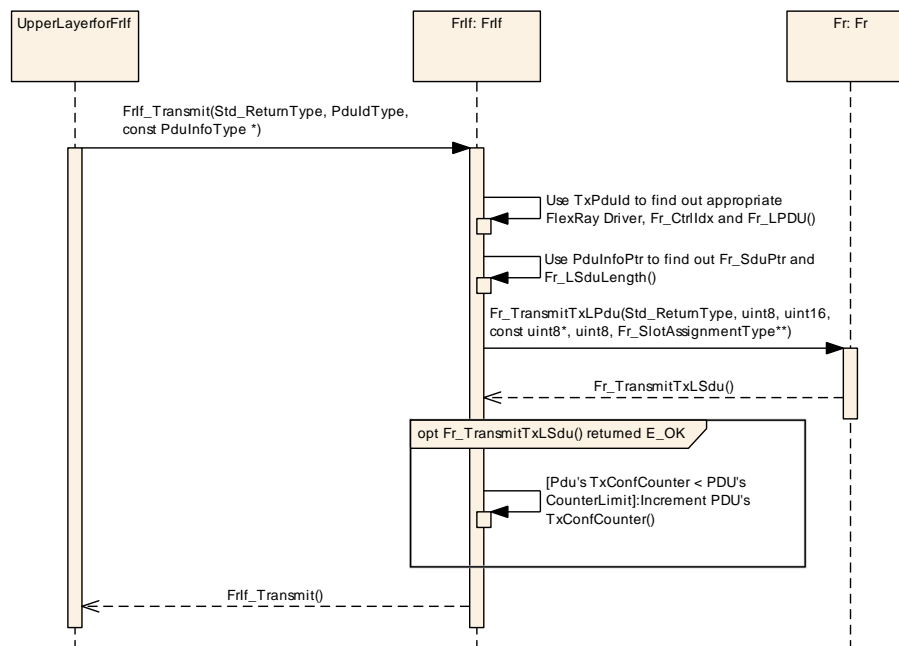 UpperLayerforFrIf
FrIf: FrIf
Fr: Fr
FrIf_Transmit(Std_ReturnType, PduIdType,
const PduInfoType *)
Use TxPduId to find out appropriate
FlexRay Driver, Fr_CtrlIdx and Fr_LPDU()
Use PduInfoPtr to find out Fr_SduPtr and
Fr_LSduLength()
Fr_TransmitTxLPdu(Std_ReturnType, uint8, uint16,
const uint8*, uint8, Fr_SlotAssignmentType**)
Fr_TransmitTxLSdu()
opt Fr_TransmitTxLSdu() returned E_OK
[Pdu's TxConfCounter < PDU's
CounterLimit]:Increment PDU's
TxConfCounter()
FrIf_Transmit()